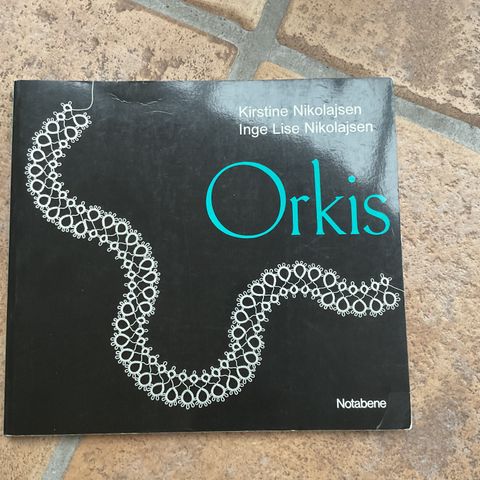 Kirstine Nikolajsen
Inge Lise Nikolajsen
Orkis
Notabene